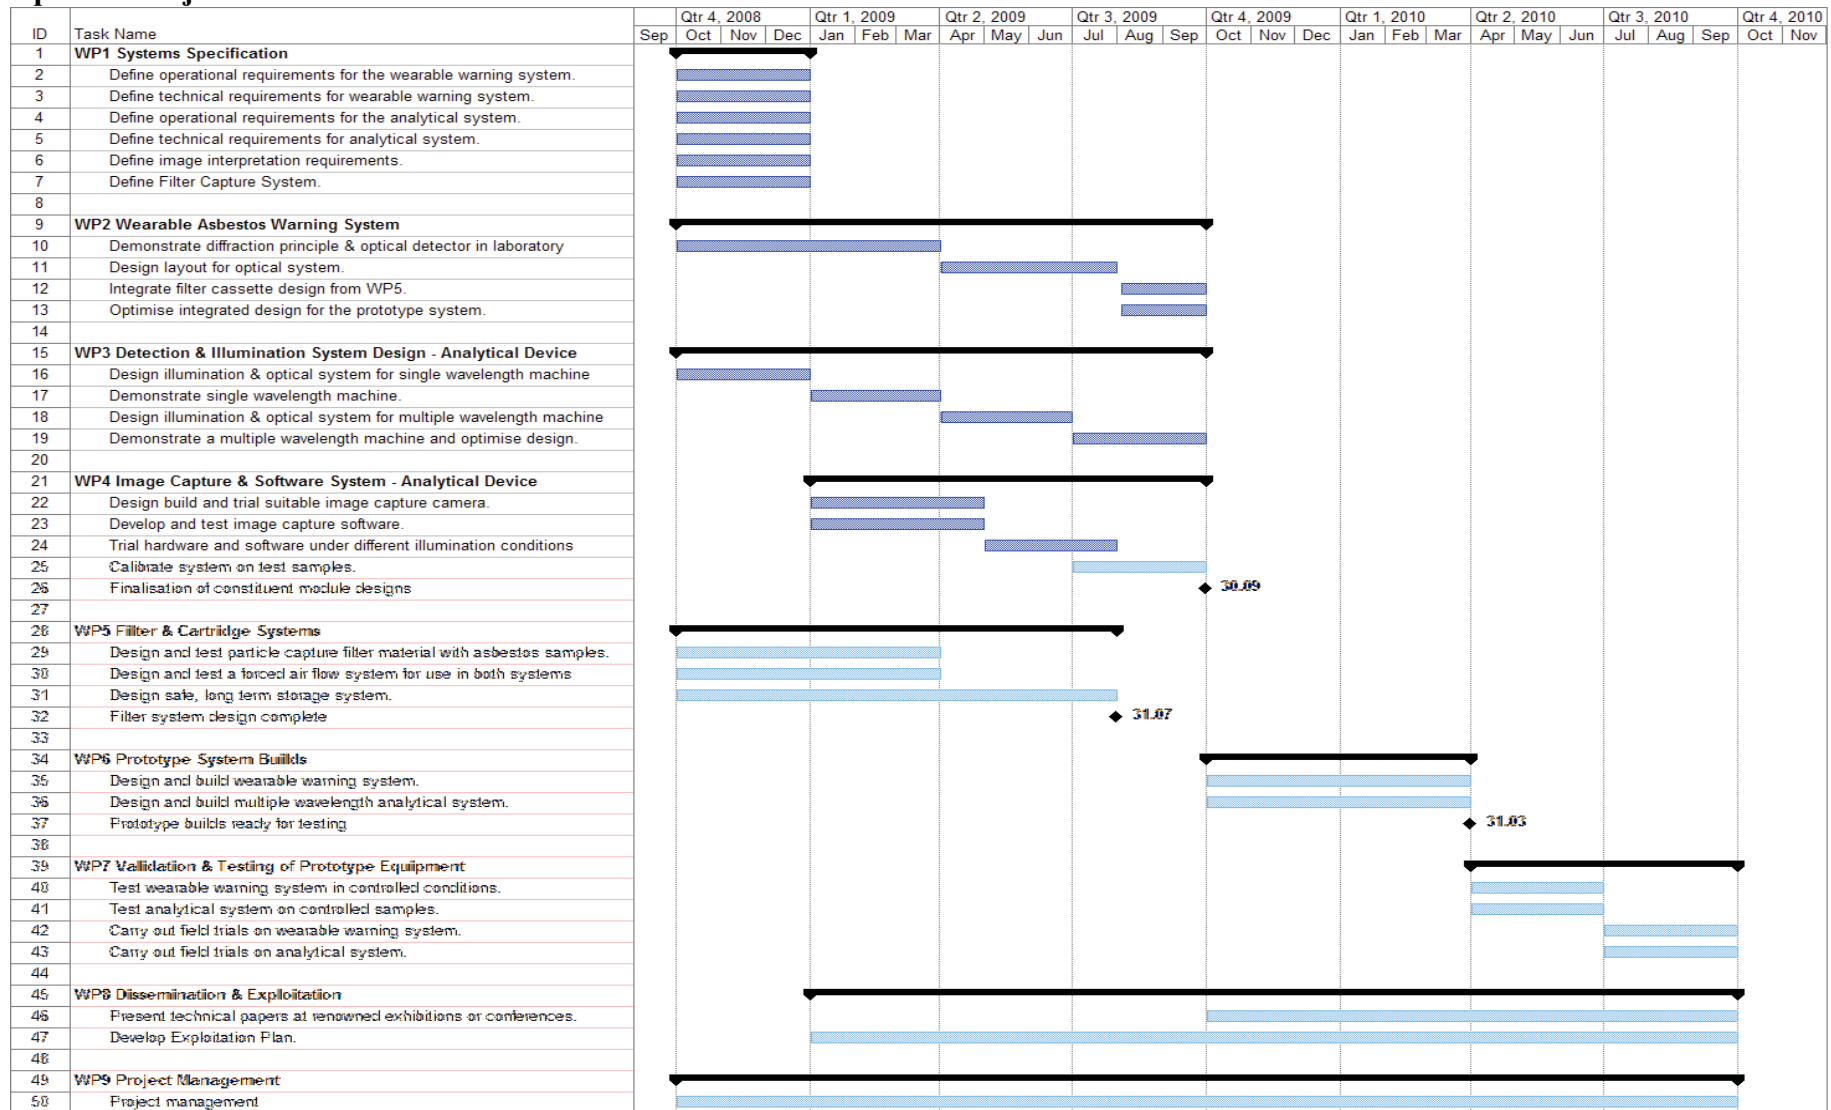 Qtr 4, 2008 Qtr 1, 2009 Qtr 2, 2009 Qtr 3, 2009 Qtr 4, 2009 Qtr 1, 2010 Qtr 2, 2010 Qtr 3, 2010 Qtr 4, 2010
ID Task Name Sep Oct Nov Dec Jan Feb Mar Apr May Jun Jul Aug Sep Oct Nov Dec Jan Feb Mar Apr May Jun Jul Aug Sep Oct Nov
1 WP1 Systems Specification
2 Define operational requirements for the wearable warning system.
3 Define technical requirements for wearable warning system.
4 Define operational requirements for the analytical system.
5 Define technical requirements for analytical system.
6 Define image interpretation requirements.
7 Define Filter Capture System.
8
9 WP2 Wearable Asbestos Warning System
10 Demonstrate diffraction principle & optical detector in laboratory
11 Design layout for optical system.
12 Integrate filter cassette design from WP5.
13 Optimise integrated design for the prototype system.
14
15 WP3 Detection & Illumination System Design - Analytical Device
16 Design illumination & optical system for single wavelength machine
17 Demonstrate single wavelength machine.
18 Design illumination & optical system for multiple wavelength machine
19 Demonstrate a multiple wavelength machine and optimise design.
20
21 WP4 Image Capture & Software System - Analytical Device
22 Design build and trial suitable image capture camera.
23 Develop and test image capture software.
24 Trial hardware and software under different illumination conditions
25 Calibrate system on test samples.
26 Finalisation of constituent module designs 30.09
27
28 WP5 Filter & Cartridge Systems
29 Design and test particle capture filter material with asbestos samples.
30 Design and test a forced air flow system for use in both systems
31 Design safe, long term storage system.
32 Filter system design complete 31.07
33
34 WP6 Prototype System Builds
35 Design and build wearable warning system.
36 Design and build multiple wavelength analytical system.
37 Prototype builds ready for testing 31.03
38
39 WP7 Validation & Testing of Prototype Equipment
40 Test wearable warning system in controlled conditions.
41 Test analytical system on controlled samples.
42 Carry out field trials on wearable warning system.
43 Carry out field trials on analytical system.
44
45 WP8 Dissemination & Exploitation
46 Present technical papers at renowned exhibitions or conferences.
47 Develop Exploitation Plan.
48
49 WP9 Project Management
50 Project management